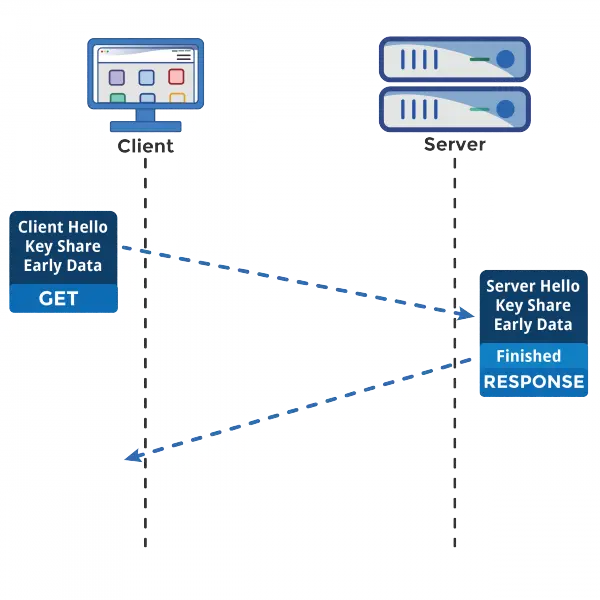 Client
Server
Client Hello
Key Share
Early Data
GET
Server Hello
Key Share
Early Data
Finished
RESPONSE